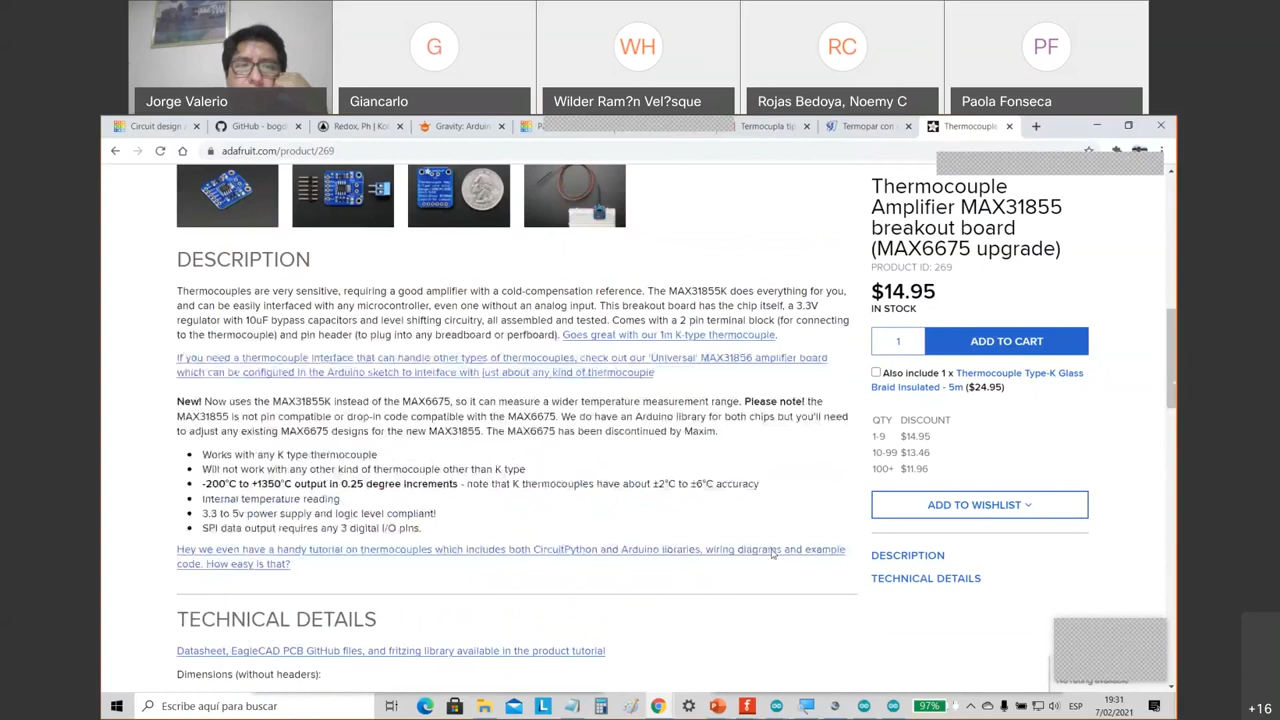 G
WH
RC
PF
Jorge Valerio
Giancarlo
Wilder Ram?n Vel?sque
Rojas Bedoya, Noemy C
Paola Fonseca
Circuit design
GitHub - bogd
Redox, Ph | Kol
Gravity: Arduin
Termocupla tip
Termopar con
Thermocouple
adafruit.com/product/269
Thermocouple
Amplifier MAX31855
breakout board
(MAX6675 upgrade)
PRODUCT ID: 269
$14.95
IN STOCK
1
ADD TO CART
Also include 1 x Thermocouple Type-K Glass
Braid Insulated - 5m ($24.95)
QTY DISCOUNT
1-9 $14.95
10-99 $13.46
100+ $11.96
ADD TO WISHLIST
DESCRIPTION
TECHNICAL DETAILS
DESCRIPTION
Thermocouples are very sensitive, requiring a good amplifier with a cold-compensation reference. The MAX31855K does everything for you,
and can be easily interfaced with any microcontroller, even one without an analog input. This breakout board has the chip itself, a 3.3V
regulator with 10uF bypass capacitors and level shifting circuitry, all assembled and tested. Comes with a 2 pin terminal block (for connecting
to the thermocouple) and pin header (to plug into any breadboard or perfboard). Goes great with our 1m K-type thermocouple.
If you need a thermocouple interface that can handle other types of thermocouples, check out our 'Universal' MAX31856 amplifier board
which can be configured in the Arduino sketch to interface with just about any kind of thermocouple
New! Now uses the MAX31855K instead of the MAX6675, so it can measure a wider temperature measurement range. Please note! the
MAX31855 is not pin compatible or drop-in code compatible with the MAX6675. We do have an Arduino library for both chips but you'll need
to adjust any existing MAX6675 designs for the new MAX31855. The MAX6675 has been discontinued by Maxim.
• Works with any K type thermocouple
• Will not work with any other kind of thermocouple other than K type
• -200°C to +1350°C output in 0.25 degree increments - note that K thermocouples have about ±2°C to ±6°C accuracy
• Internal temperature reading
• 3.3 to 5v power supply and logic level compliant!
• SPI data output requires any 3 digital I/O pins.
Hey we even have a handy tutorial on thermocouples which includes both CircuitPython and Arduino libraries, wiring diagrams and example
code. How easy is that?
TECHNICAL DETAILS
Datasheet, EagleCAD PCB GitHub files, and fritzing library available in the product tutorial
Dimensions (without headers):
Escribe aquí para buscar
97%
ESP
19:31
7/02/2021
+16